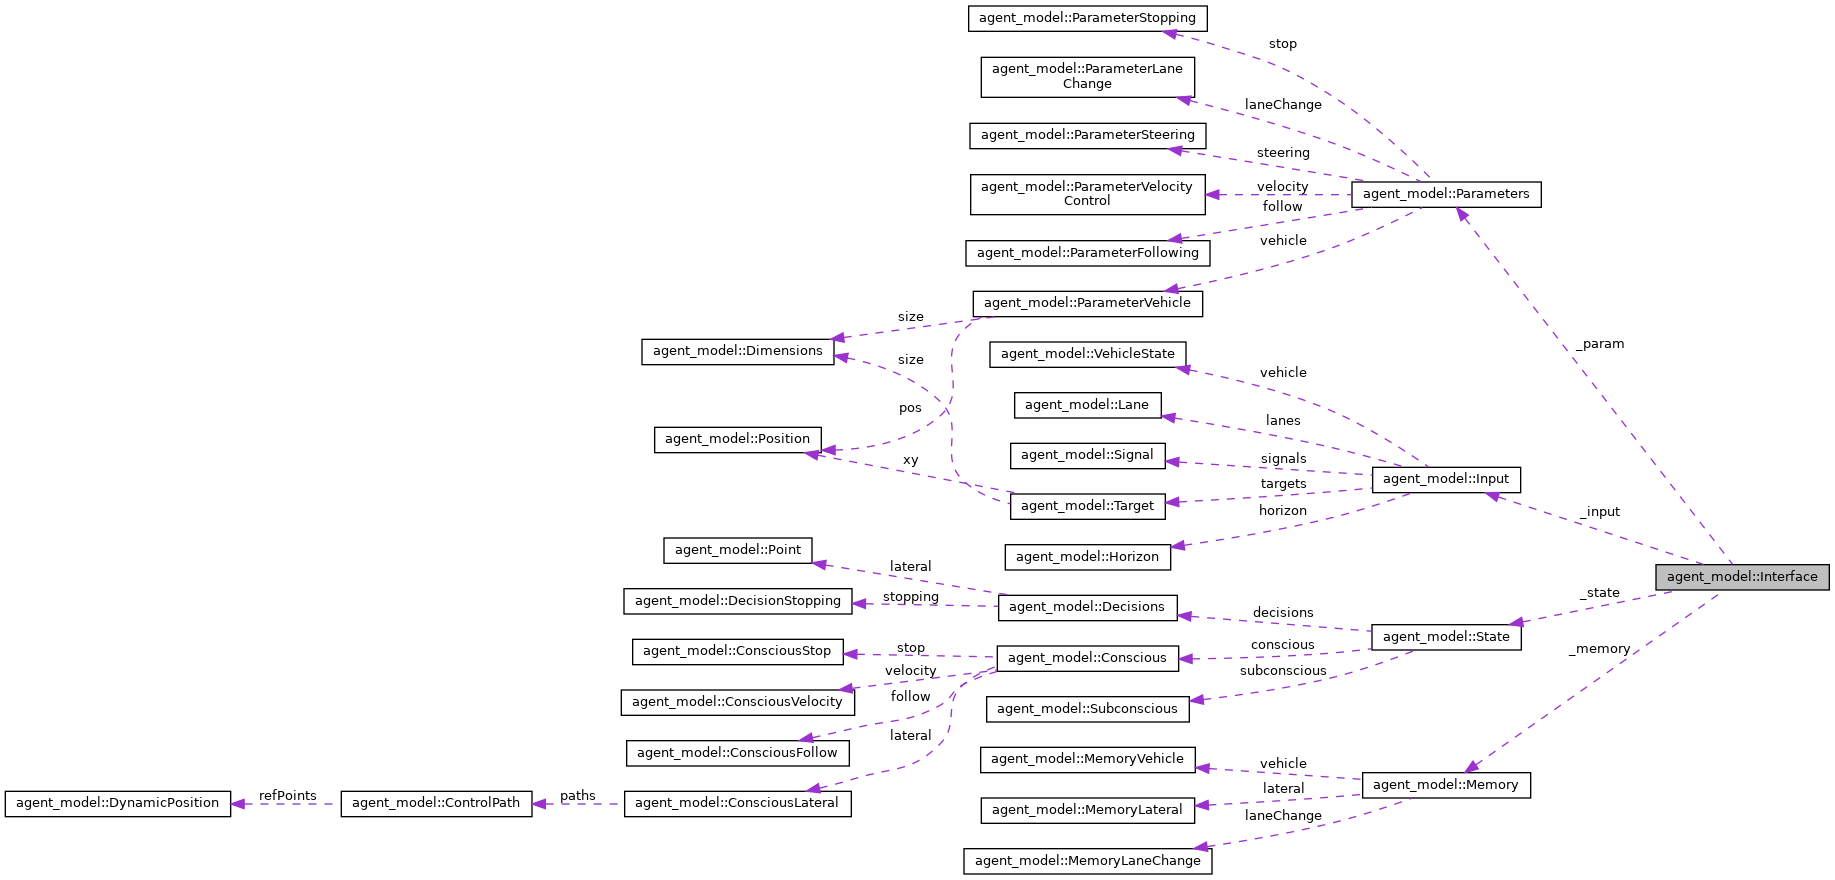 agent_model::ParameterStopping
stop
agent_model::ParameterLane
Change
laneChange
agent_model::ParameterSteering
steering
agent_model::ParameterVelocity
Control
velocity
agent_model::Parameters
follow
agent_model::ParameterFollowing
vehicle
agent_model::ParameterVehicle
size
agent_model::Dimensions
size
agent_model::VehicleState
vehicle
_param
agent_model::Lane
lanes
pos
agent_model::Position
xy
agent_model::Signal
signals
agent_model::Input
targets
agent_model::Target
horizon
_input
agent_model::Point
agent_model::Horizon
lateral
agent_model::Interface
agent_model::DecisionStopping
stopping
agent_model::Decisions
decisions
_state
agent_model::State
agent_model::ConsciousStop
stop
agent_model::Conscious
conscious
_memory
velocity
subconscious
agent_model::ConsciousVelocity
follow
agent_model::Subconscious
lateral
agent_model::ConsciousFollow
agent_model::MemoryVehicle
vehicle
agent_model::Memory
agent_model::DynamicPosition
refPoints
agent_model::ControlPath
paths
agent_model::ConsciousLateral
agent_model::MemoryLateral
lateral
laneChange
agent_model::MemoryLaneChange